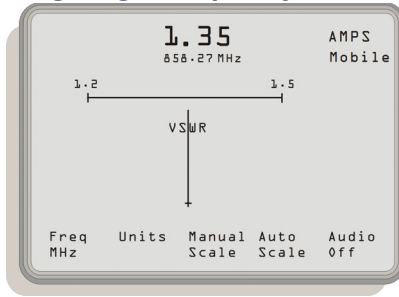 1.35
AMPS
858.27 MHz
Mobile
1.2 1.5
VSWR
Freq Units Manual Auto Audio
MHz Scale Scale Off